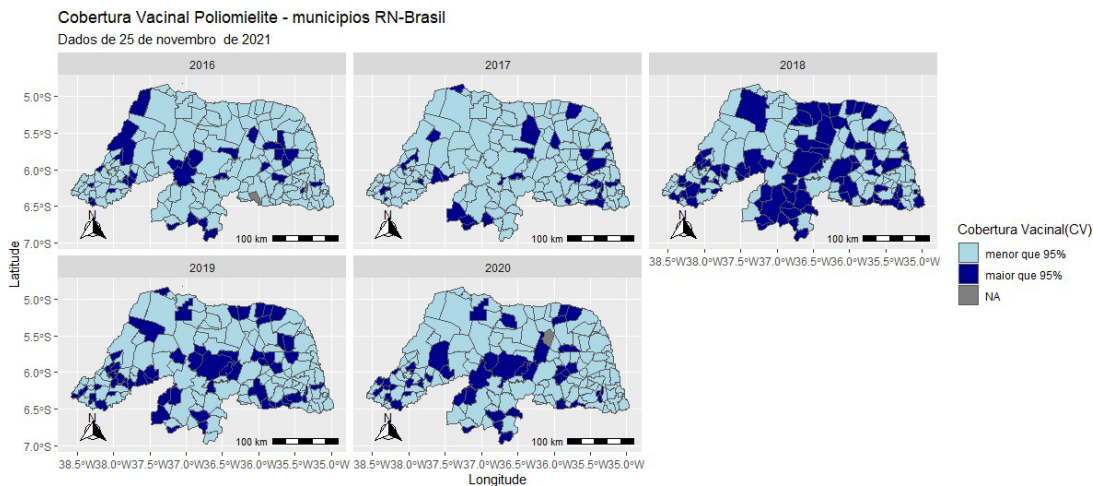 Cobertura Vacinal Poliomielite - municipios RN-Brasil
Dados de 25 de novembro de 2021
2016
2017
2018
5.0°S
5.5°S
6.0°S
6.5°S
7.0°S
N
100 km
N
100 km
N
100 km
38.5°W38.0°W37.5°W37.0°W36.5°W36.0°W35.5°W35.0°W
2019
2020
5.0°S
5.5°S
6.0°S
6.5°S
7.0°S
N
100 km
N
100 km
38.5°W38.0°W37.5°W37.0°W36.5°W36.0°W35.5°W35.0°W
38.5°W38.0°W37.5°W37.0°W36.5°W36.0°W35.5°W35.0°W
Longitude
Latitude
Cobertura Vacinal(CV)
menor que 95%
maior que 95%
NA